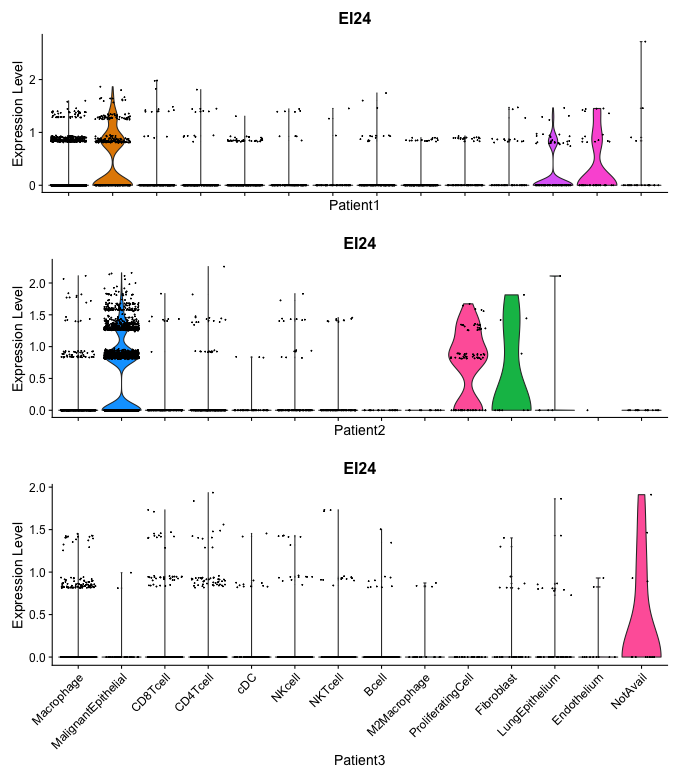 EI24
Expression Level
2
1
0
Patient1
EI24
Expression Level
2.0
1.5
1.0
0.5
0.0
Patient2
EI24
Expression Level
2.0
1.5
1.0
0.5
0.0
Macrophage
MalignantEpithelial
CD8Tcell
CD4Tcell
cDC
NKcell
NKTcell
Bcell
M2Macrophage
ProliferatingCell
Fibroblast
LungEpithelium
Endothelium
NotAvail
Patient3